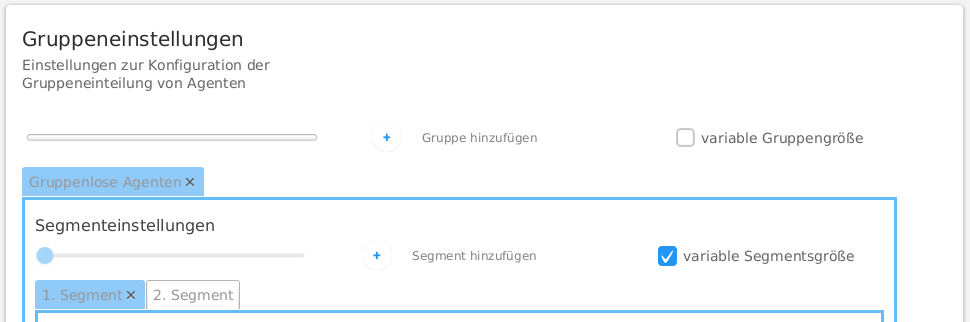 Gruppeneinstellungen
Einstellungen zur Konfiguration der
Gruppeneinteilung von Agenten
+ Gruppe hinzufügen variable Gruppengröße
Gruppenlose Agenten ×
Segmenteinstellungen
+ Segment hinzufügen variable Segmentsgröße
1. Segment × 2. Segment